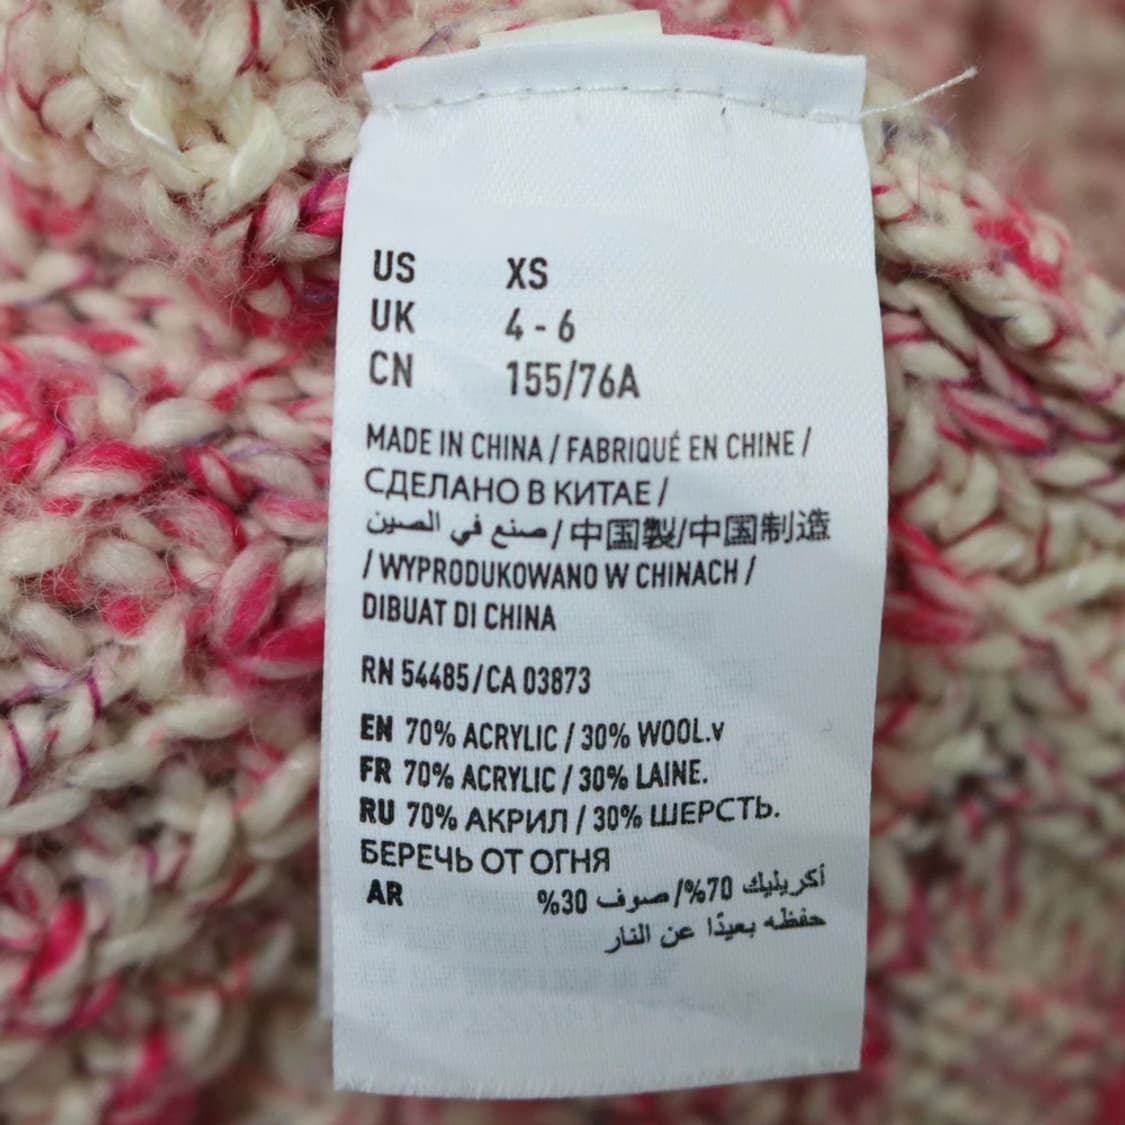 US XS
UK 4 - 6
CN 155/76A
MADE IN CHINA / FABRIQUÉ EN CHINE /
СДЕЛАНО В КИТАЕ /
صنع في الصين / 中国製/中国制造
/ WYPRODUKOWANO W CHINACH /
DIBUAT DI CHINA
RN 54485/CA 03873
EN 70% ACRYLIC / 30% WOOL.v
FR 70% ACRYLIC / 30% LAINE.
RU 70% АКРИЛ / 30% ШЕРСТЬ.
БЕРЕЧЬ ОТ ОГНЯ
AR أكريليك 70%/صوف 30%
حفظه بعيدًا عن النار